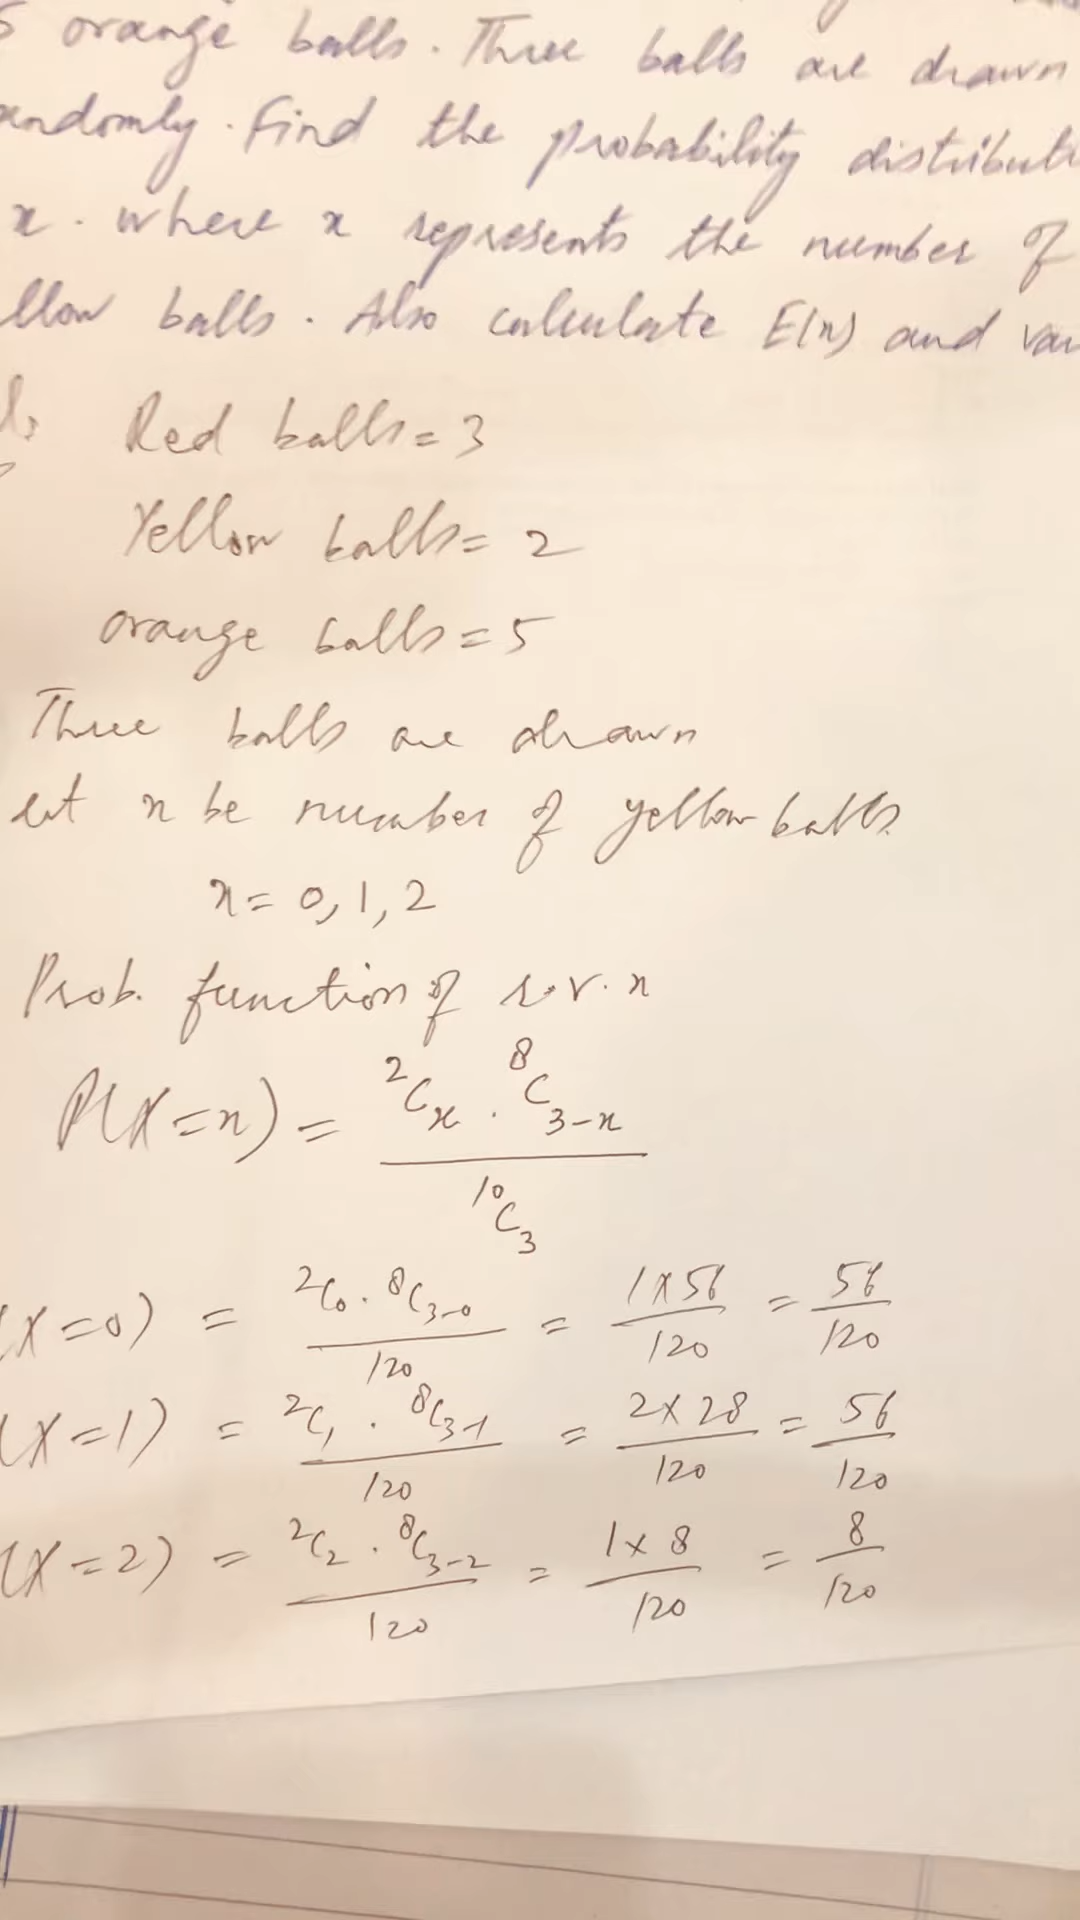 5 orange balls. Three balls are drawn
andomly. Find the probability distributi
x. where x represents the number of
llow balls. Also calculate E(x) and var
Red balls = 3
Yellow balls = 2
orange balls = 5
Three balls are drawn
let x be number of yellow balls.
x = 0, 1, 2
Prob. function of r.v. x
P(X=x) = ²Cₓ . ⁸C₃₋ₓ / ¹⁰C₃
(X=0) = ²C₀ . ⁸C₃₋₀ / 120 = 1 x 56 / 120 = 56 / 120
(X=1) = ²C₁ . ⁸C₃₋₁ / 120 = 2 x 28 / 120 = 56 / 120
(X=2) = ²C₂ . ⁸C₃₋₂ / 120 = 1 x 8 / 120 = 8 / 120